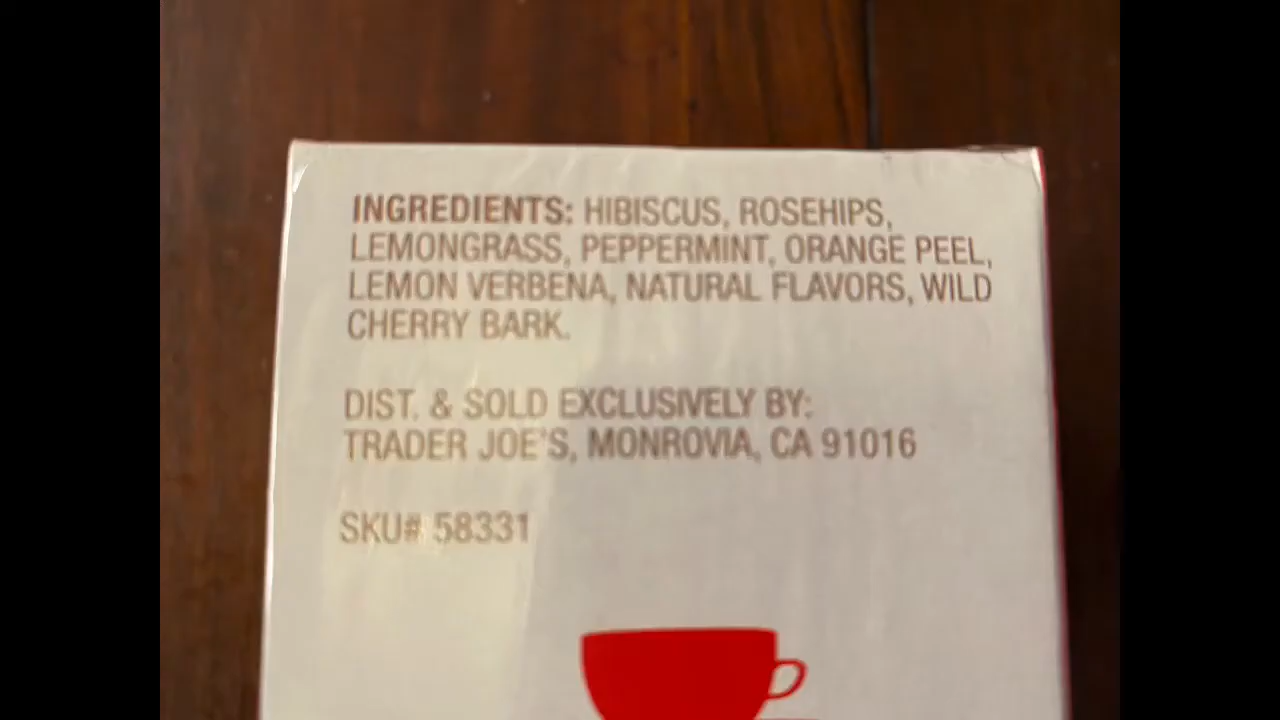 INGREDIENTS: HIBISCUS, ROSEHIPS,
LEMONGRASS, PEPPERMINT, ORANGE PEEL,
LEMON VERBENA, NATURAL FLAVORS, WILD
CHERRY BARK.
DIST. & SOLD EXCLUSIVELY BY:
TRADER JOE'S, MONROVIA, CA 91016
SKU# 58331